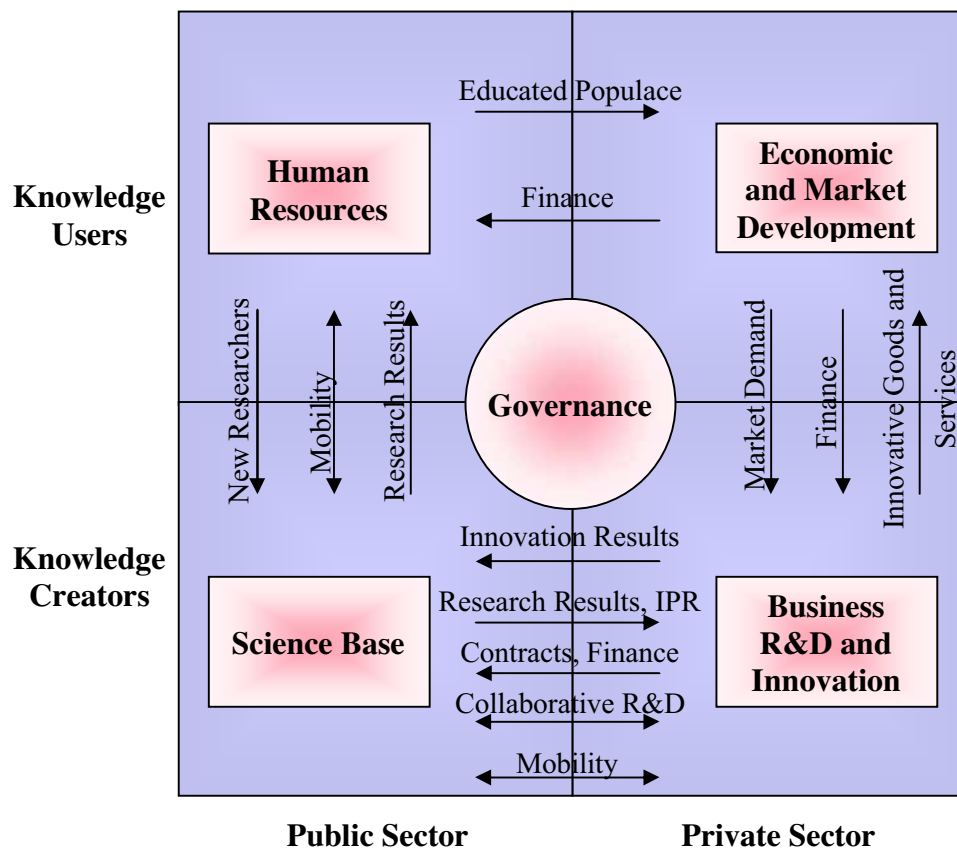 Educated Populace
Human
Resources
Economic
and Market
Development
Knowledge
Users
Finance
New Researchers
Mobility
Research Results
Governance
Market Demand
Finance
Innovative Goods and
Services
Knowledge
Creators
Innovation Results
Science Base
Research Results, IPR
Contracts, Finance
Collaborative R&D
Mobility
Business
R&D and
Innovation
Public Sector
Private Sector